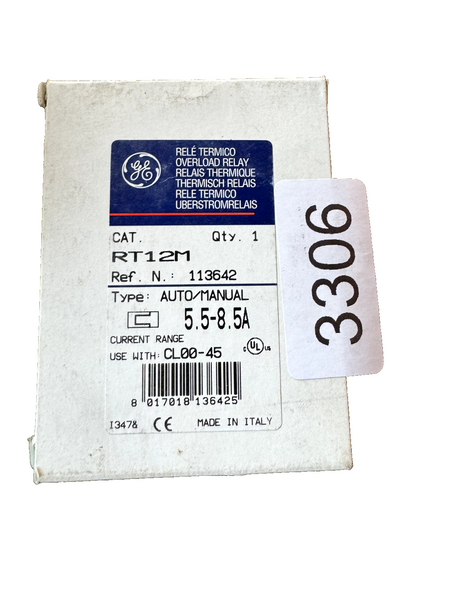 GE
RELÉ TERMICO
OVERLOAD RELAY
RELAIS THERMIQUE
THERMISCH RELAIS
RELE TERMICO
UBERSTROMRELAIS
CAT. Qty. 1
RT12M
Ref. N.: 113642
Type: AUTO/MANUAL
5.5-8.5A
CURRENT RANGE
USE WITH: CL00-45
C UL US
8 017018 136425
I3478 CE MADE IN ITALY
3306